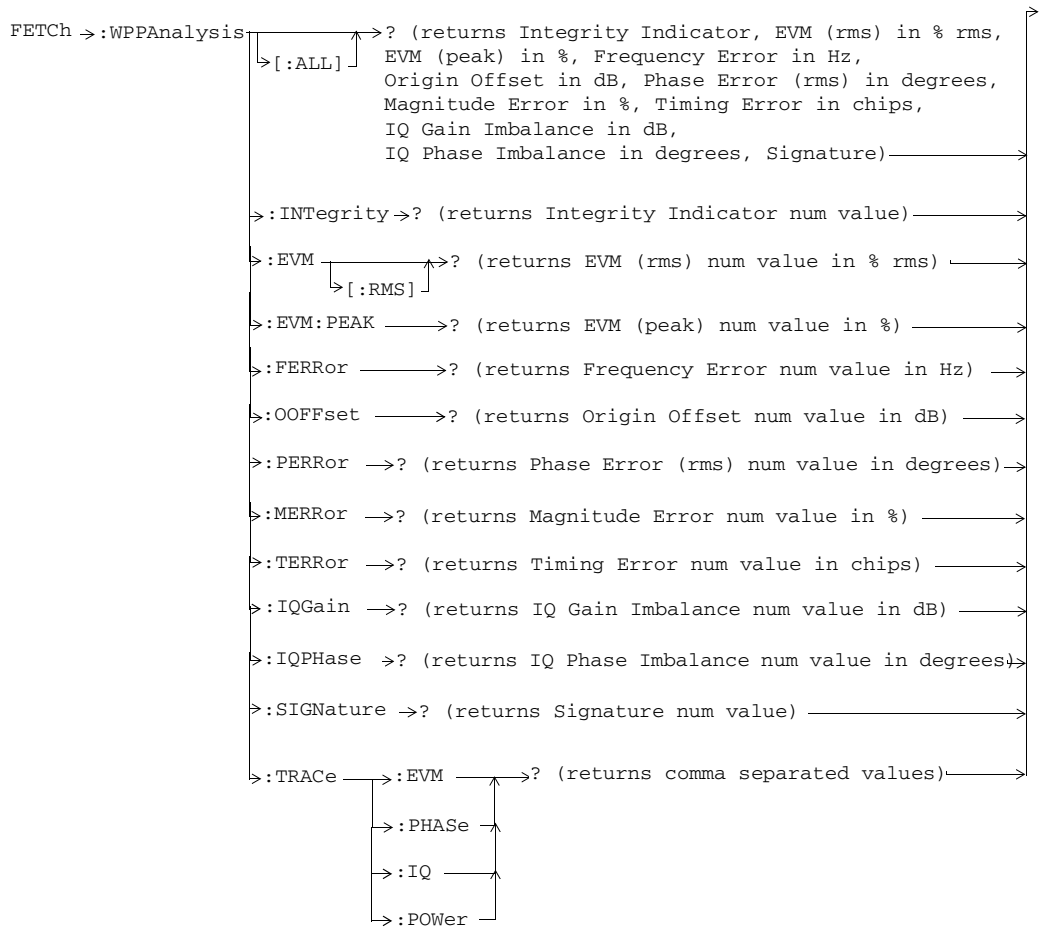 FETCh :WPPAnalysis ? (returns Integrity Indicator, EVM (rms) in % rms,
[:ALL] EVM (peak) in %, Frequency Error in Hz,
Origin Offset in dB, Phase Error (rms) in degrees,
Magnitude Error in %, Timing Error in chips,
IQ Gain Imbalance in dB,
IQ Phase Imbalance in degrees, Signature)
:INTegrity ? (returns Integrity Indicator num value)
:EVM ? (returns EVM (rms) num value in % rms)
[:RMS]
:EVM:PEAK ? (returns EVM (peak) num value in %)
:FERRor ? (returns Frequency Error num value in Hz)
:OOFFset ? (returns Origin Offset num value in dB)
:PERRor ? (returns Phase Error (rms) num value in degrees)
:MERRor ? (returns Magnitude Error num value in %)
:TERRor ? (returns Timing Error num value in chips)
:IQGain ? (returns IQ Gain Imbalance num value in dB)
:IQPHase ? (returns IQ Phase Imbalance num value in degrees)
:SIGNature ? (returns Signature num value)
:TRACe :EVM ? (returns comma separated values)
:PHASe
:IQ
:POWer